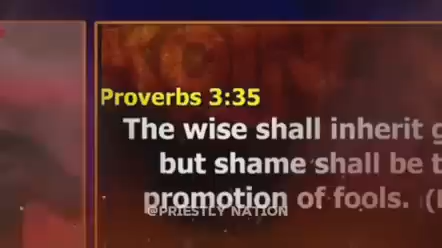 Proverbs 3:35
The wise shall inherit
but shame shall be
promotion of fools.
@PRIESTLY NATION